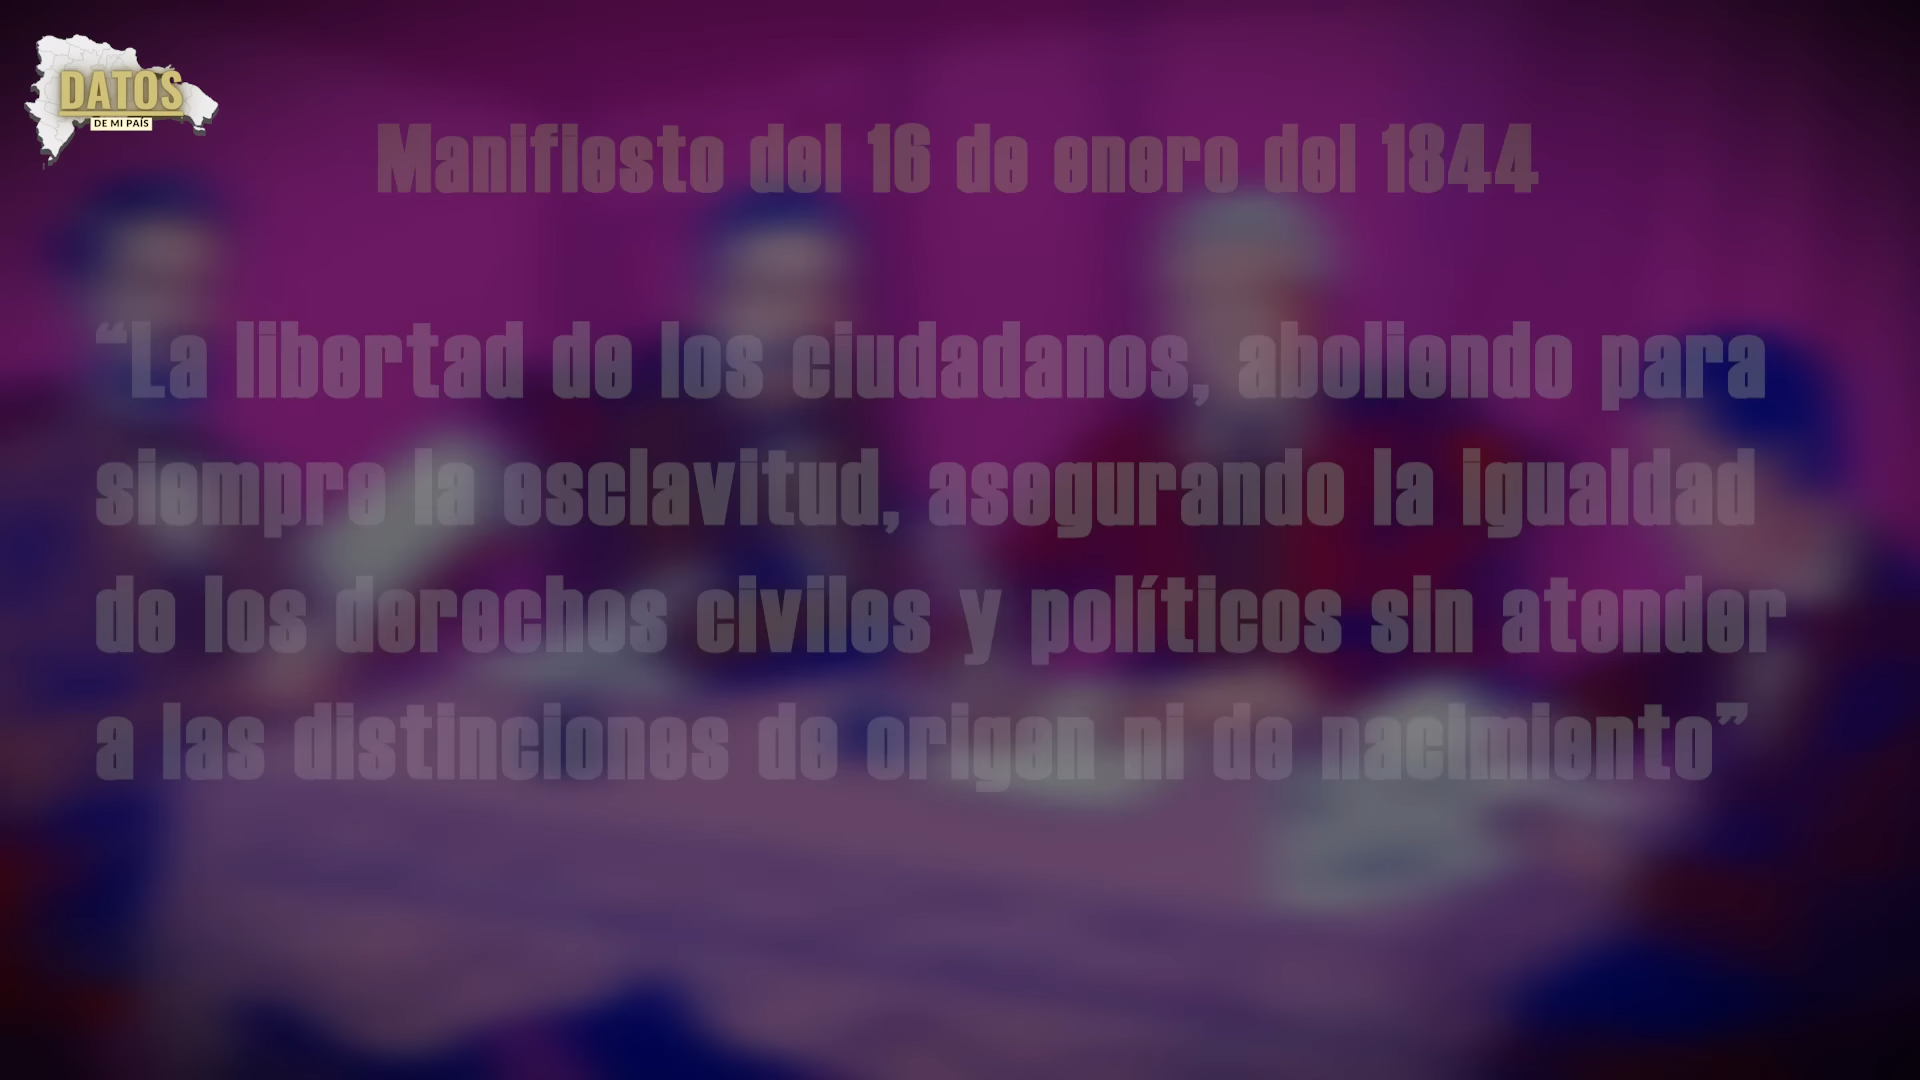 DATOS
DE MI PAÍS
Manifiesto del 16 de enero del 1844
“La libertad de los ciudadanos, aboliendo para
siempre la esclavitud, asegurando la igualdad
de los derechos civiles y políticos sin atender
a las distinciones de origen ni de nacimiento”